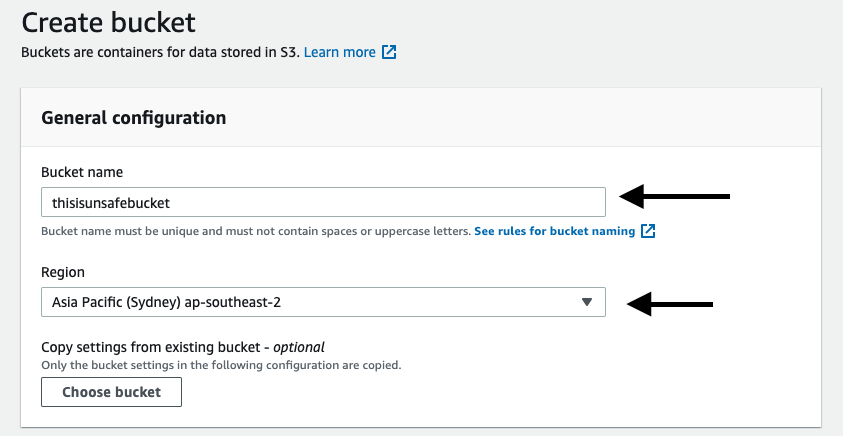 Create bucket
Buckets are containers for data stored in S3. Learn more
General configuration
Bucket name
thisisunsafebucket
Bucket name must be unique and must not contain spaces or uppercase letters. See rules for bucket naming
Region
Asia Pacific (Sydney) ap-southeast-2
Copy settings from existing bucket - optional
Only the bucket settings in the following configuration are copied.
Choose bucket